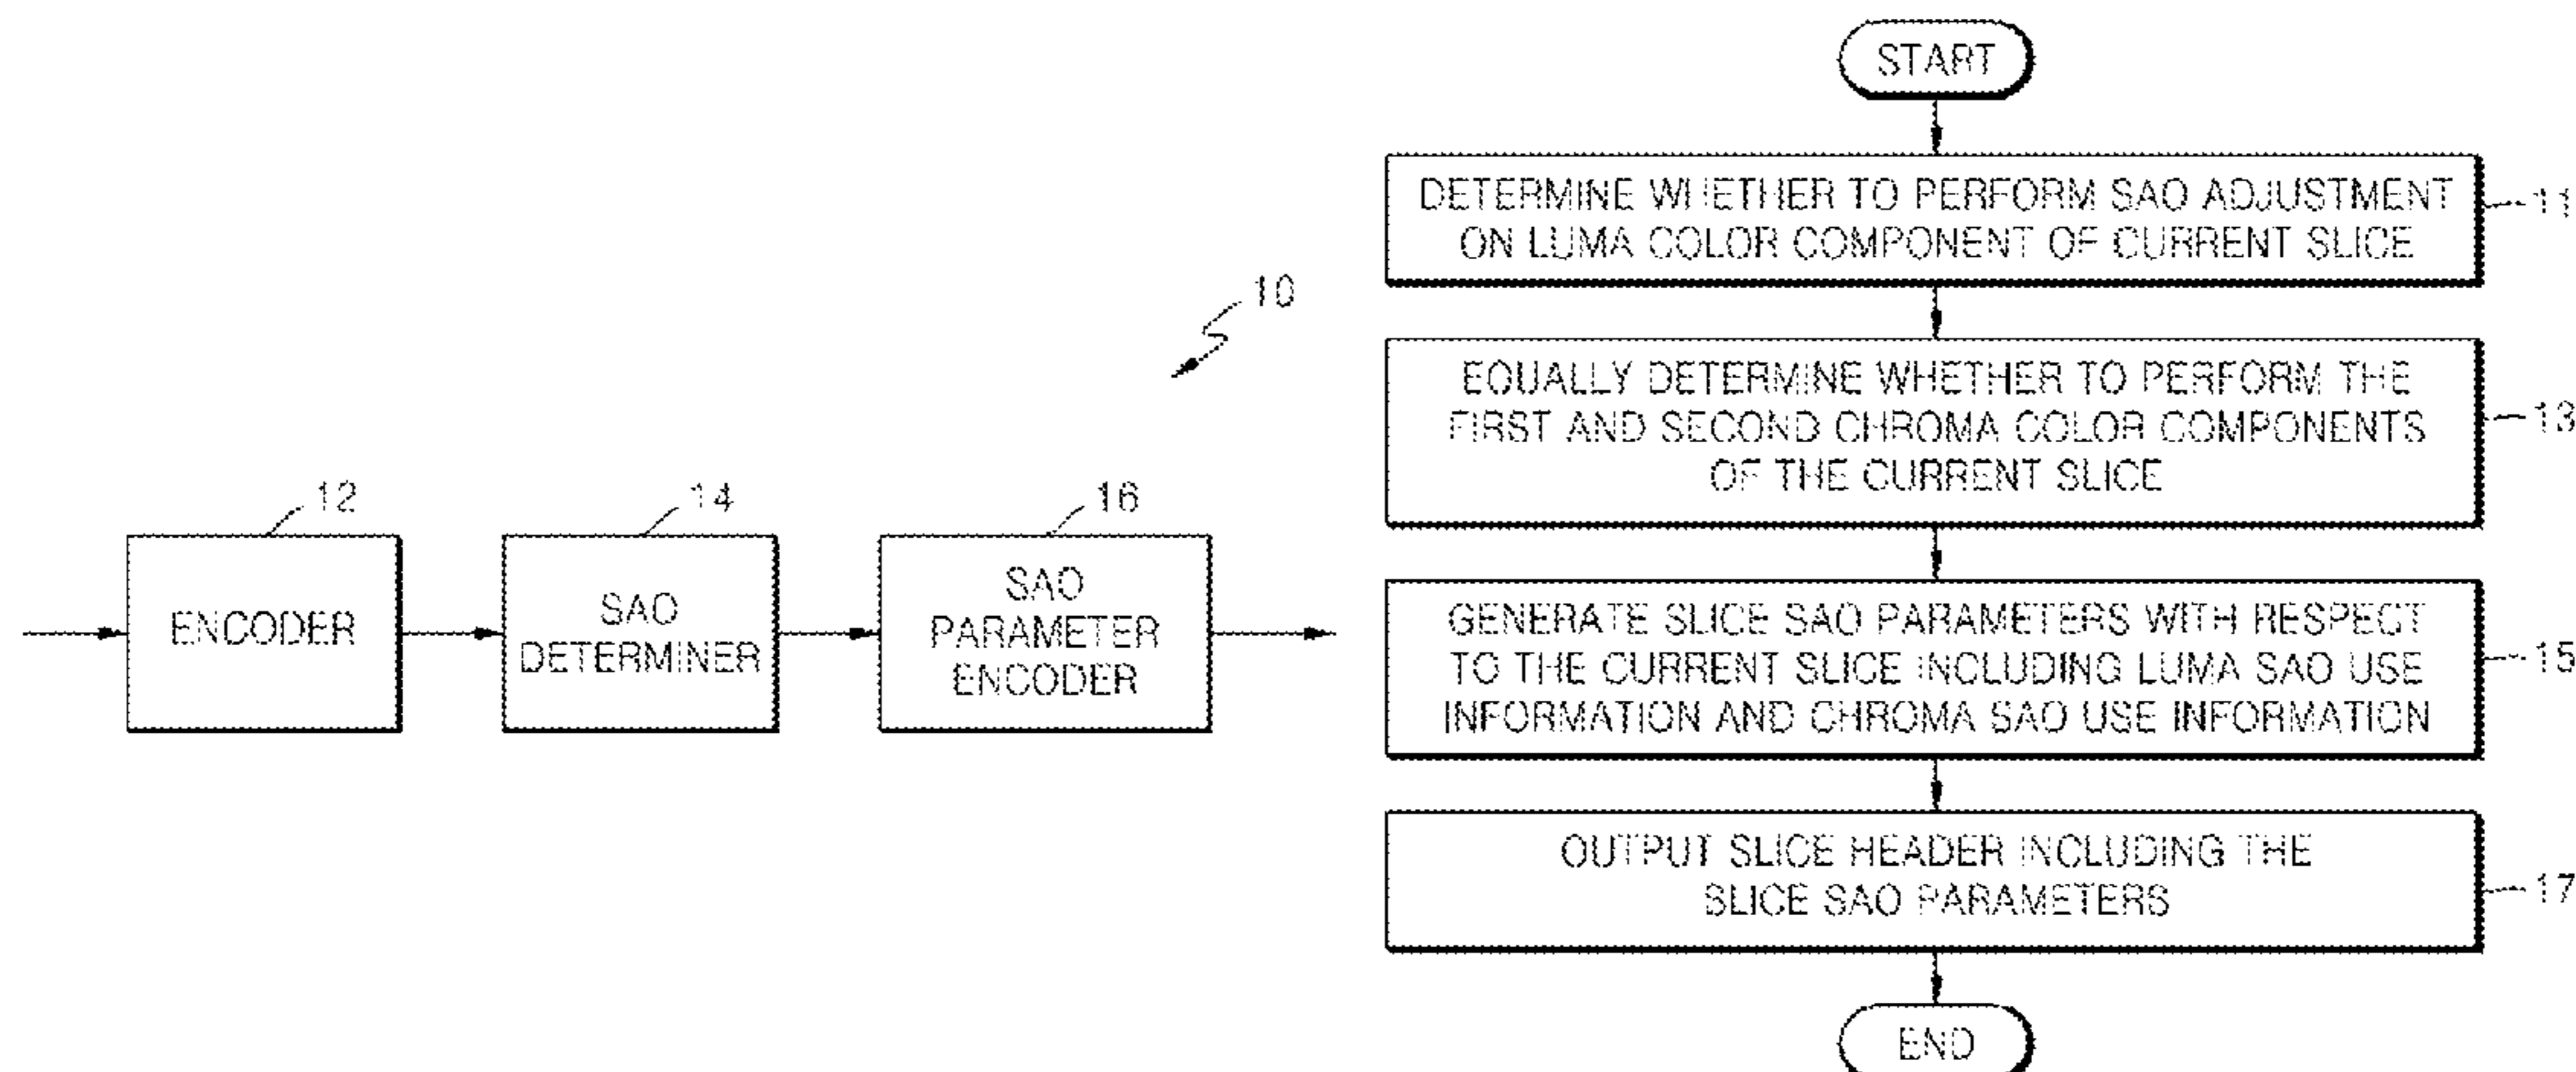 10
12
14
16
ENCODER
SAO
DETERMINER
SAO
PARAMETER
ENCODER
START
DETERMINE WHETHER TO PERFORM SAO ADJUSTMENT
ON LUMA COLOR COMPONENT OF CURRENT SLICE
11
EQUALLY DETERMINE WHETHER TO PERFORM THE
FIRST AND SECOND CHROMA COLOR COMPONENTS
OF THE CURRENT SLICE
13
GENERATE SLICE SAO PARAMETERS WITH RESPECT
TO THE CURRENT SLICE INCLUDING LUMA SAO USE
INFORMATION AND CHROMA SAO USE INFORMATION
15
OUTPUT SLICE HEADER INCLUDING THE
SLICE SAO PARAMETERS
17
END